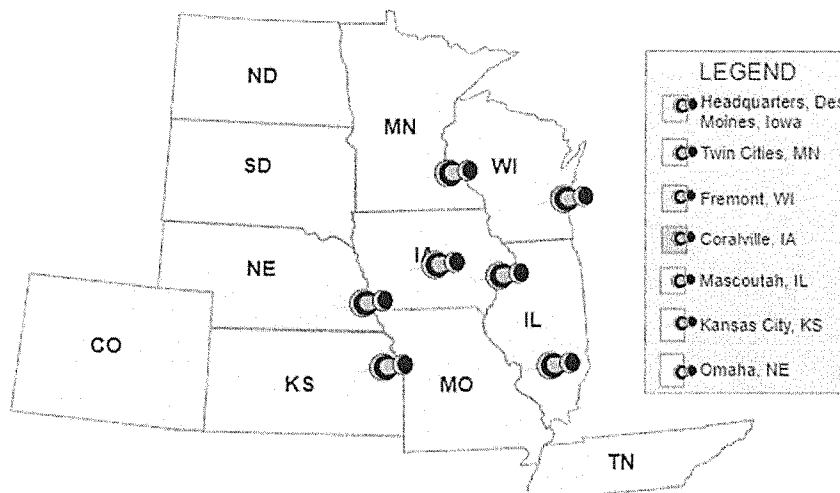 ND
MN
SD
WI
IA
NE
IL
CO
KS
MO
TN
LEGEND
Headquarters, Des
Moines, Iowa
Twin Cities, MN
Fremont, WI
Coralville, IA
Mascoutah, IL
Kansas City, KS
Omaha, NE